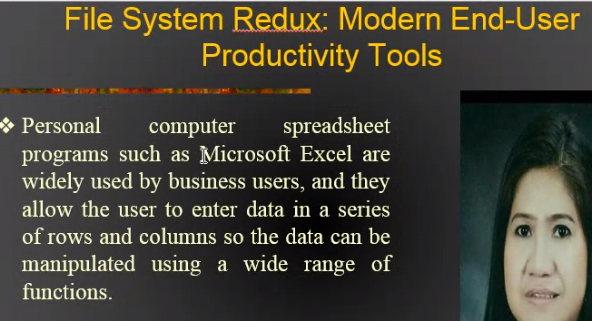 File System Redux: Modern End-User
Productivity Tools
Personal computer spreadsheet
programs such as Microsoft Excel are
widely used by business users, and they
allow the user to enter data in a series
of rows and columns so the data can be
manipulated using a wide range of
functions.